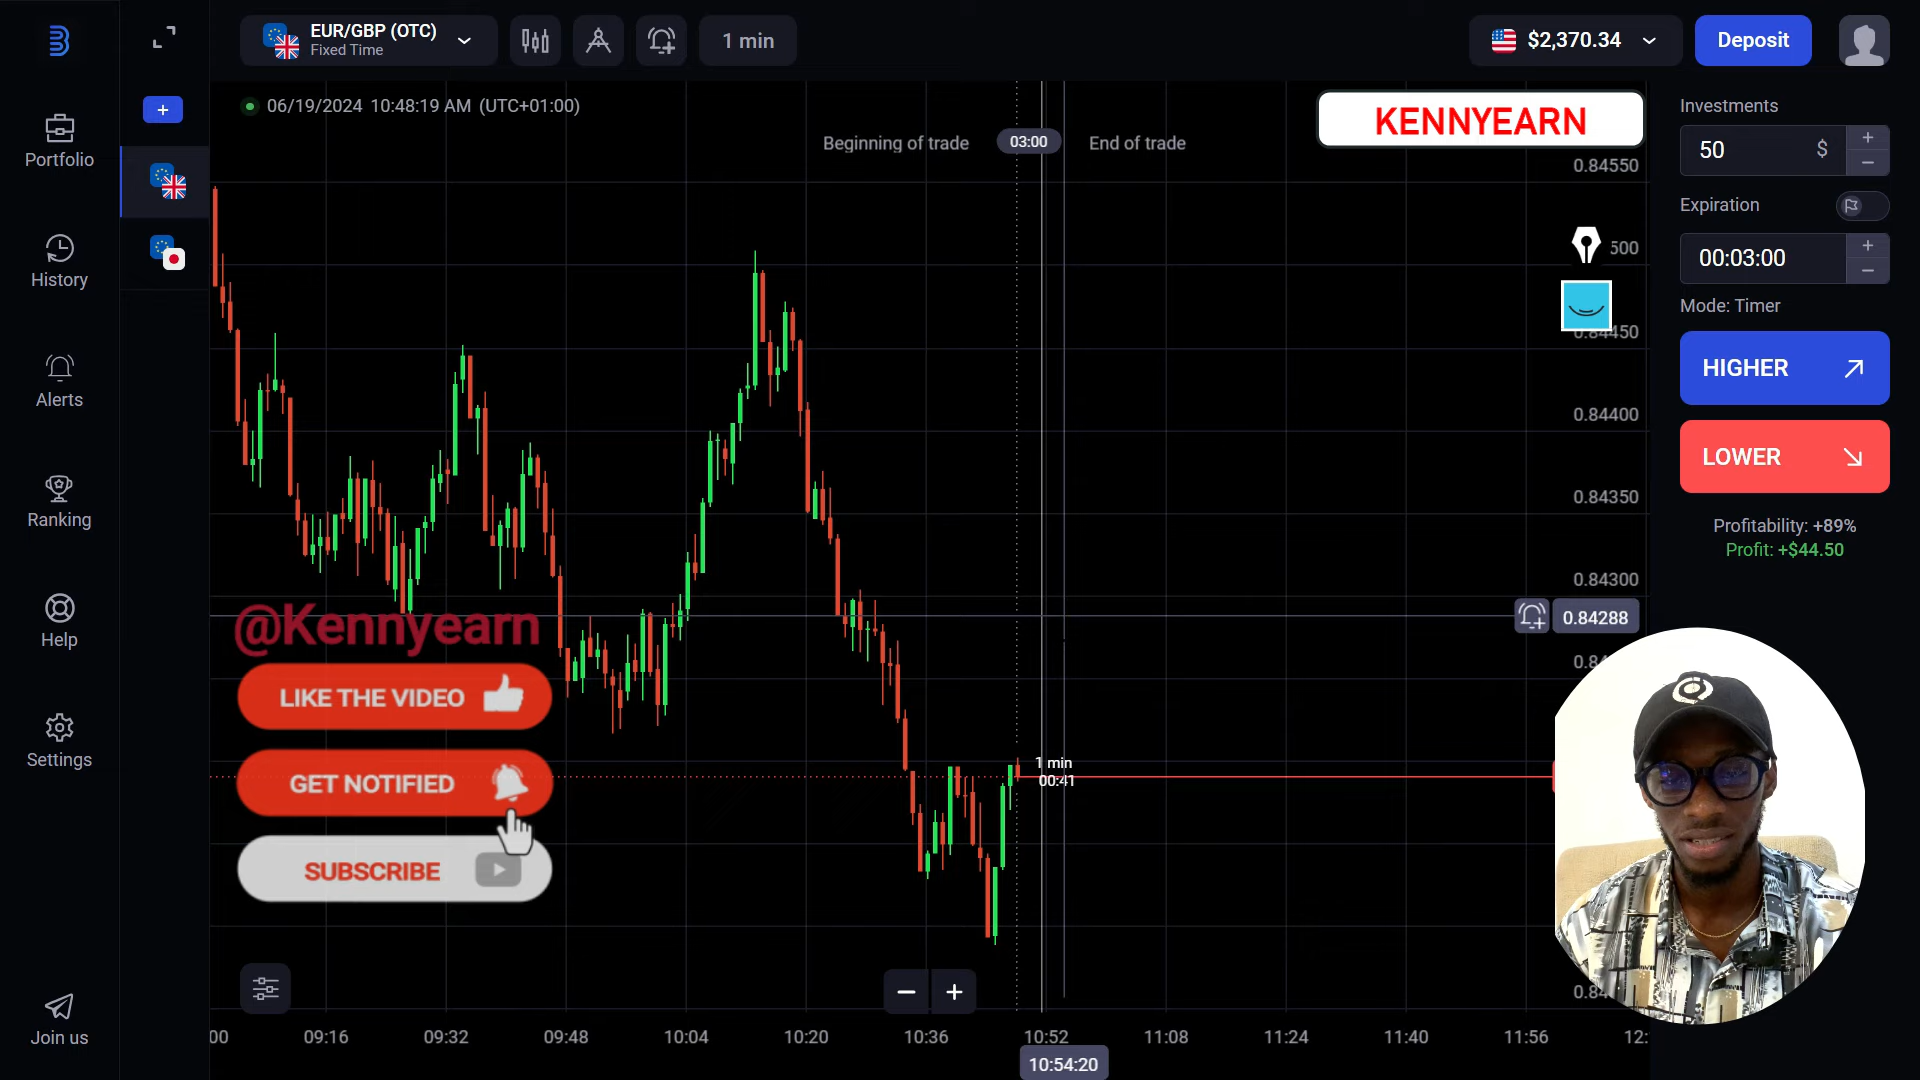 EUR/GBP (OTC)
Fixed Time
1 min
$2,370.34
Deposit
06/19/2024 10:48:19 AM (UTC+01:00)
KENNYEARN
Beginning of trade
03:00
End of trade
Portfolio
History
Alerts
Ranking
Help
Settings
Join us
Investments
50 $
Expiration
00:03:00
Mode: Timer
HIGHER
LOWER
Profitability: +89%
Profit: +$44.50
0.84550
500
0.84450
0.84400
0.84350
0.84300
0.84288
@Kennyearn
LIKE THE VIDEO
GET NOTIFIED
SUBSCRIBE
1 min
00:41
09:16
09:32
09:48
10:04
10:20
10:36
10:52
11:08
11:24
11:40
11:56
10:54:20